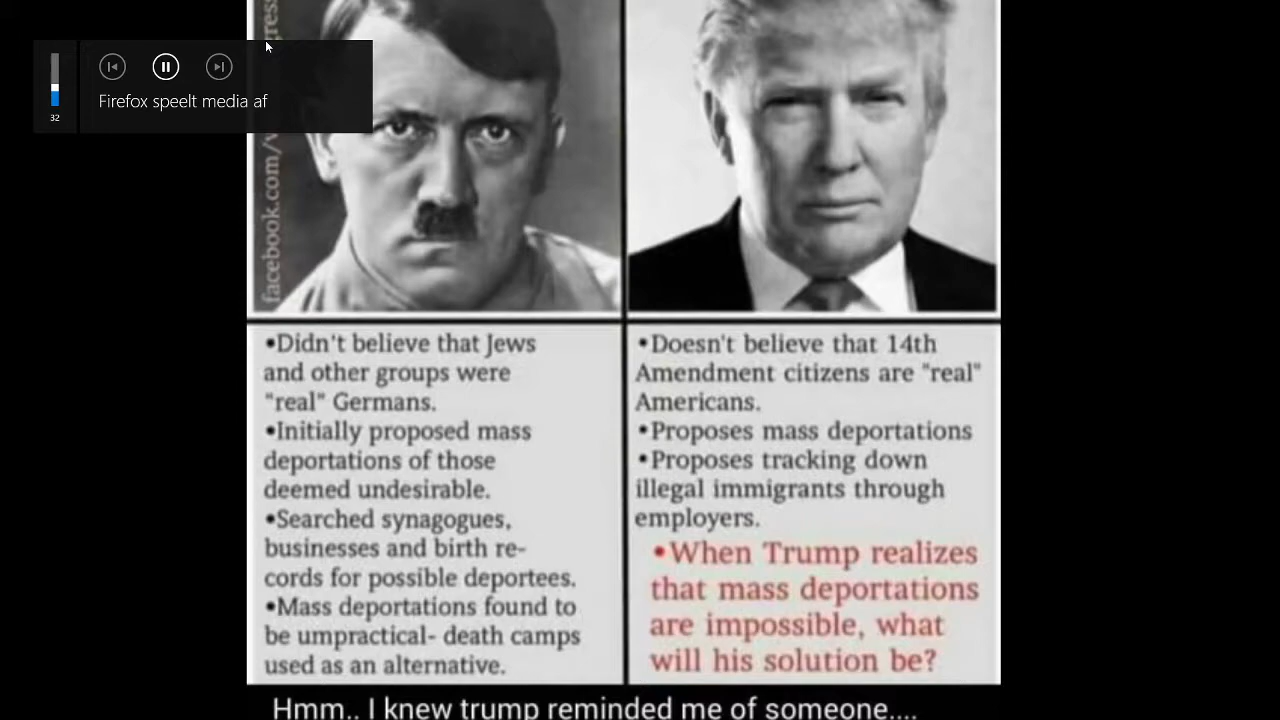 facebook.com/
gress
Firefox speelt media af
32
•Didn't believe that Jews
and other groups were
"real" Germans.
•Initially proposed mass
deportations of those
deemed undesirable.
•Searched synagogues,
businesses and birth re-
cords for possible deportees.
•Mass deportations found to
be umpractical- death camps
used as an alternative.
•Doesn't believe that 14th
Amendment citizens are "real"
Americans.
•Proposes mass deportations
•Proposes tracking down
illegal immigrants through
employers.
•When Trump realizes
that mass deportations
are impossible, what
will his solution be?
Hmm.. I knew trump reminded me of someone....